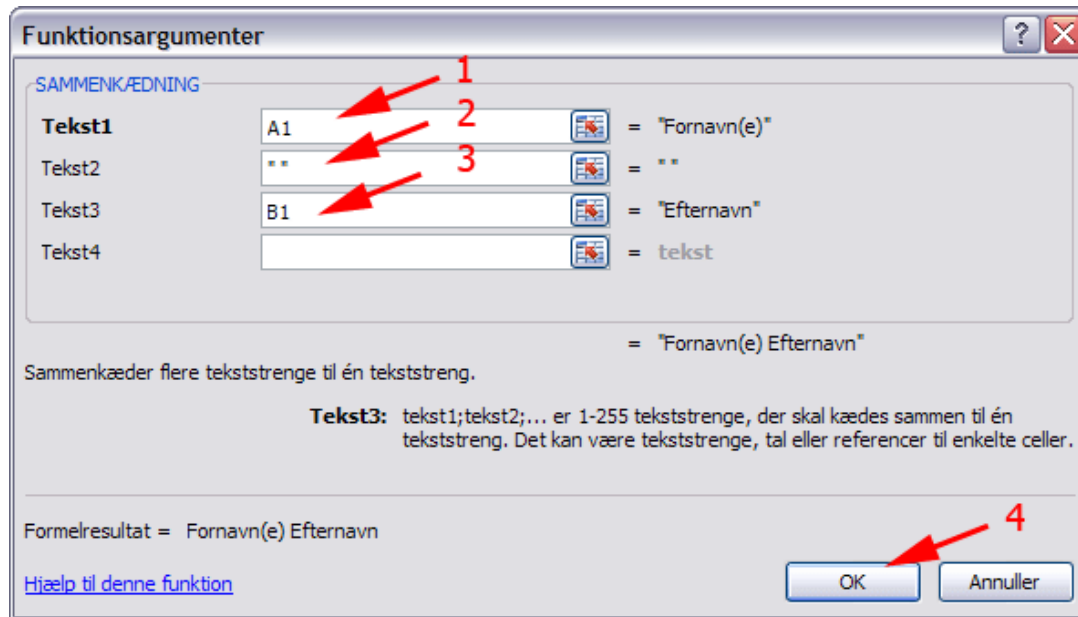 Funktionsargumenter
?
SAMMENKÆDNING
1
Tekst1 A1 = "Fornavn(e)"
2
Tekst2 " " = " "
3
Tekst3 B1 = "Efternavn"
Tekst4 = tekst
= "Fornavn(e) Efternavn"
Sammenkæder flere tekststrenge til én tekststreng.
Tekst3: tekst1;tekst2;... er 1-255 tekststrenge, der skal kædes sammen til én
tekststreng. Det kan være tekststrenge, tal eller referencer til enkelte celler.
4
Formelresultat = Fornavn(e) Efternavn
Hjælp til denne funktion OK Annuller